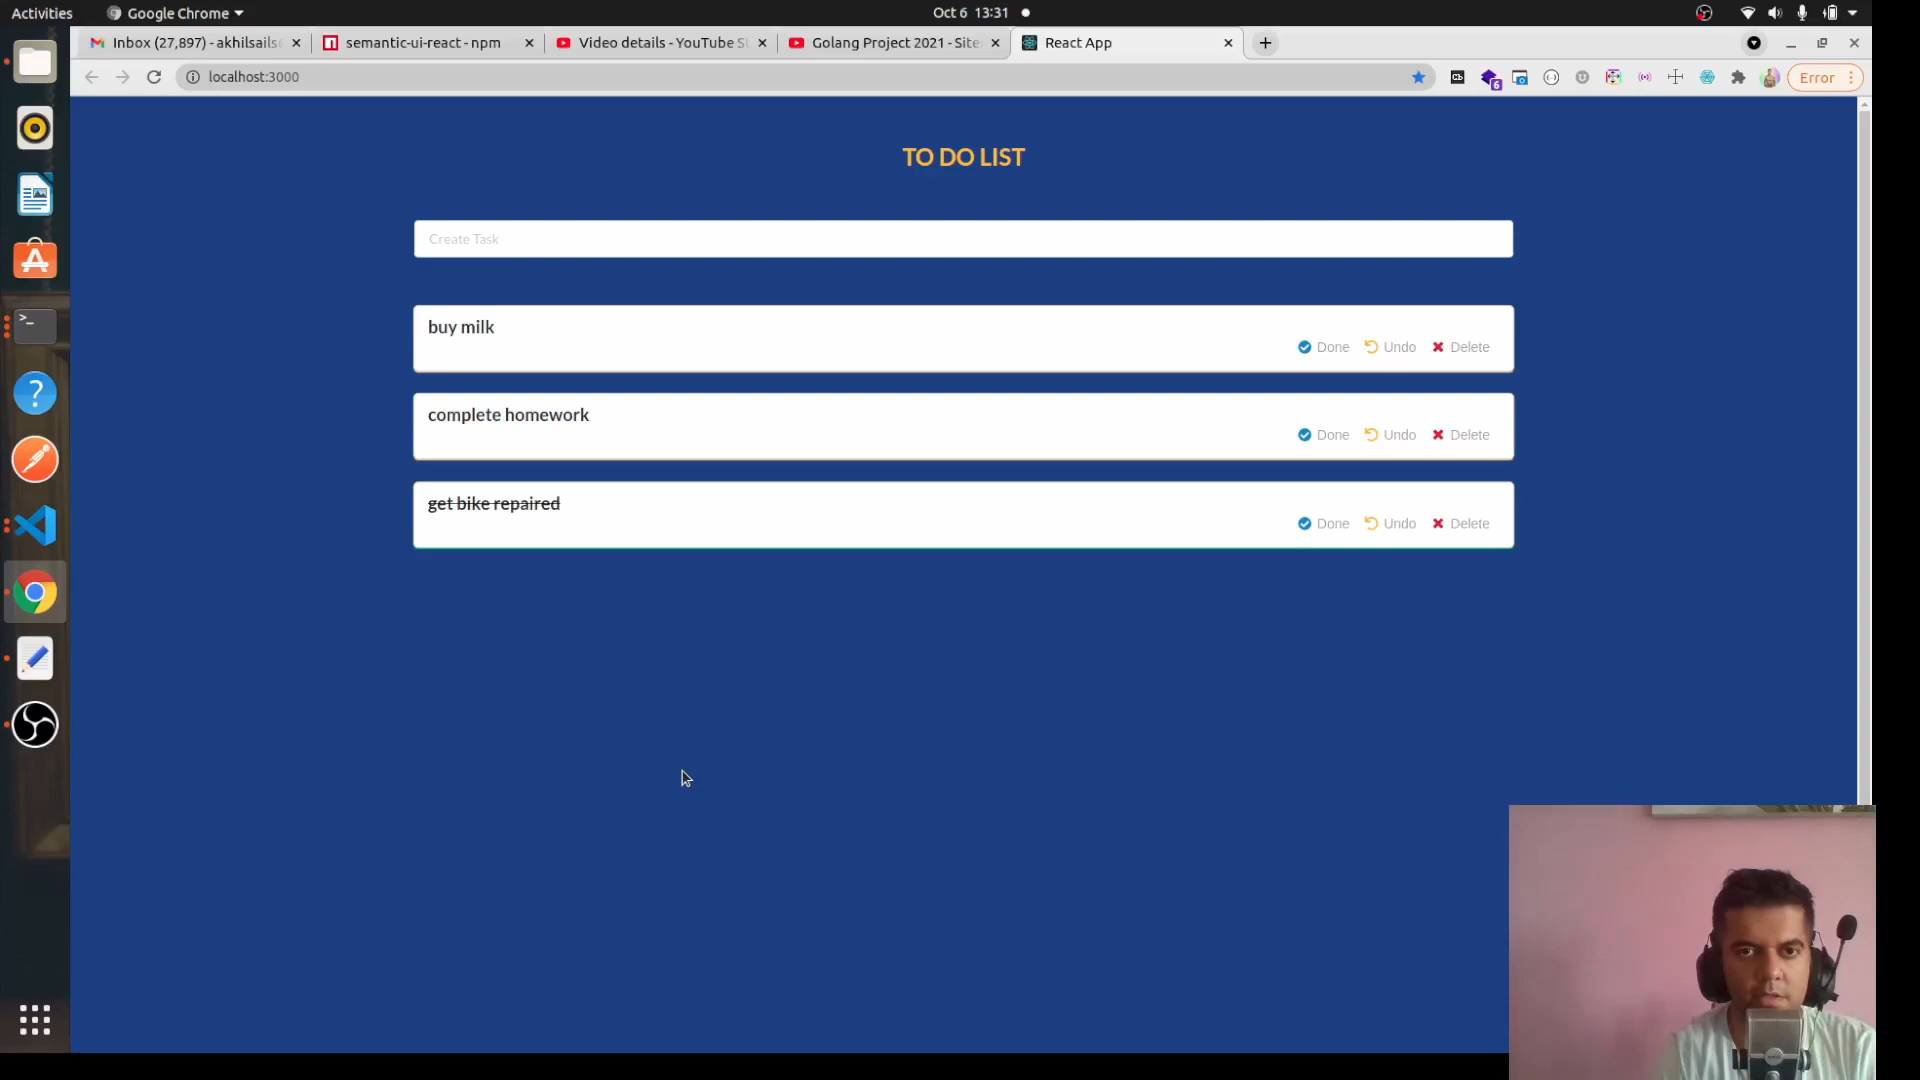 Activities
Google Chrome
Oct 6 13:31
Inbox (27,897) - akhilsails
semantic-ui-react - npm
Video details - YouTube S
Golang Project 2021 - Site
React App
localhost:3000
Cb
6
Error
TO DO LIST
Create Task
buy milk
Done Undo Delete
complete homework
Done Undo Delete
get bike repaired
Done Undo Delete